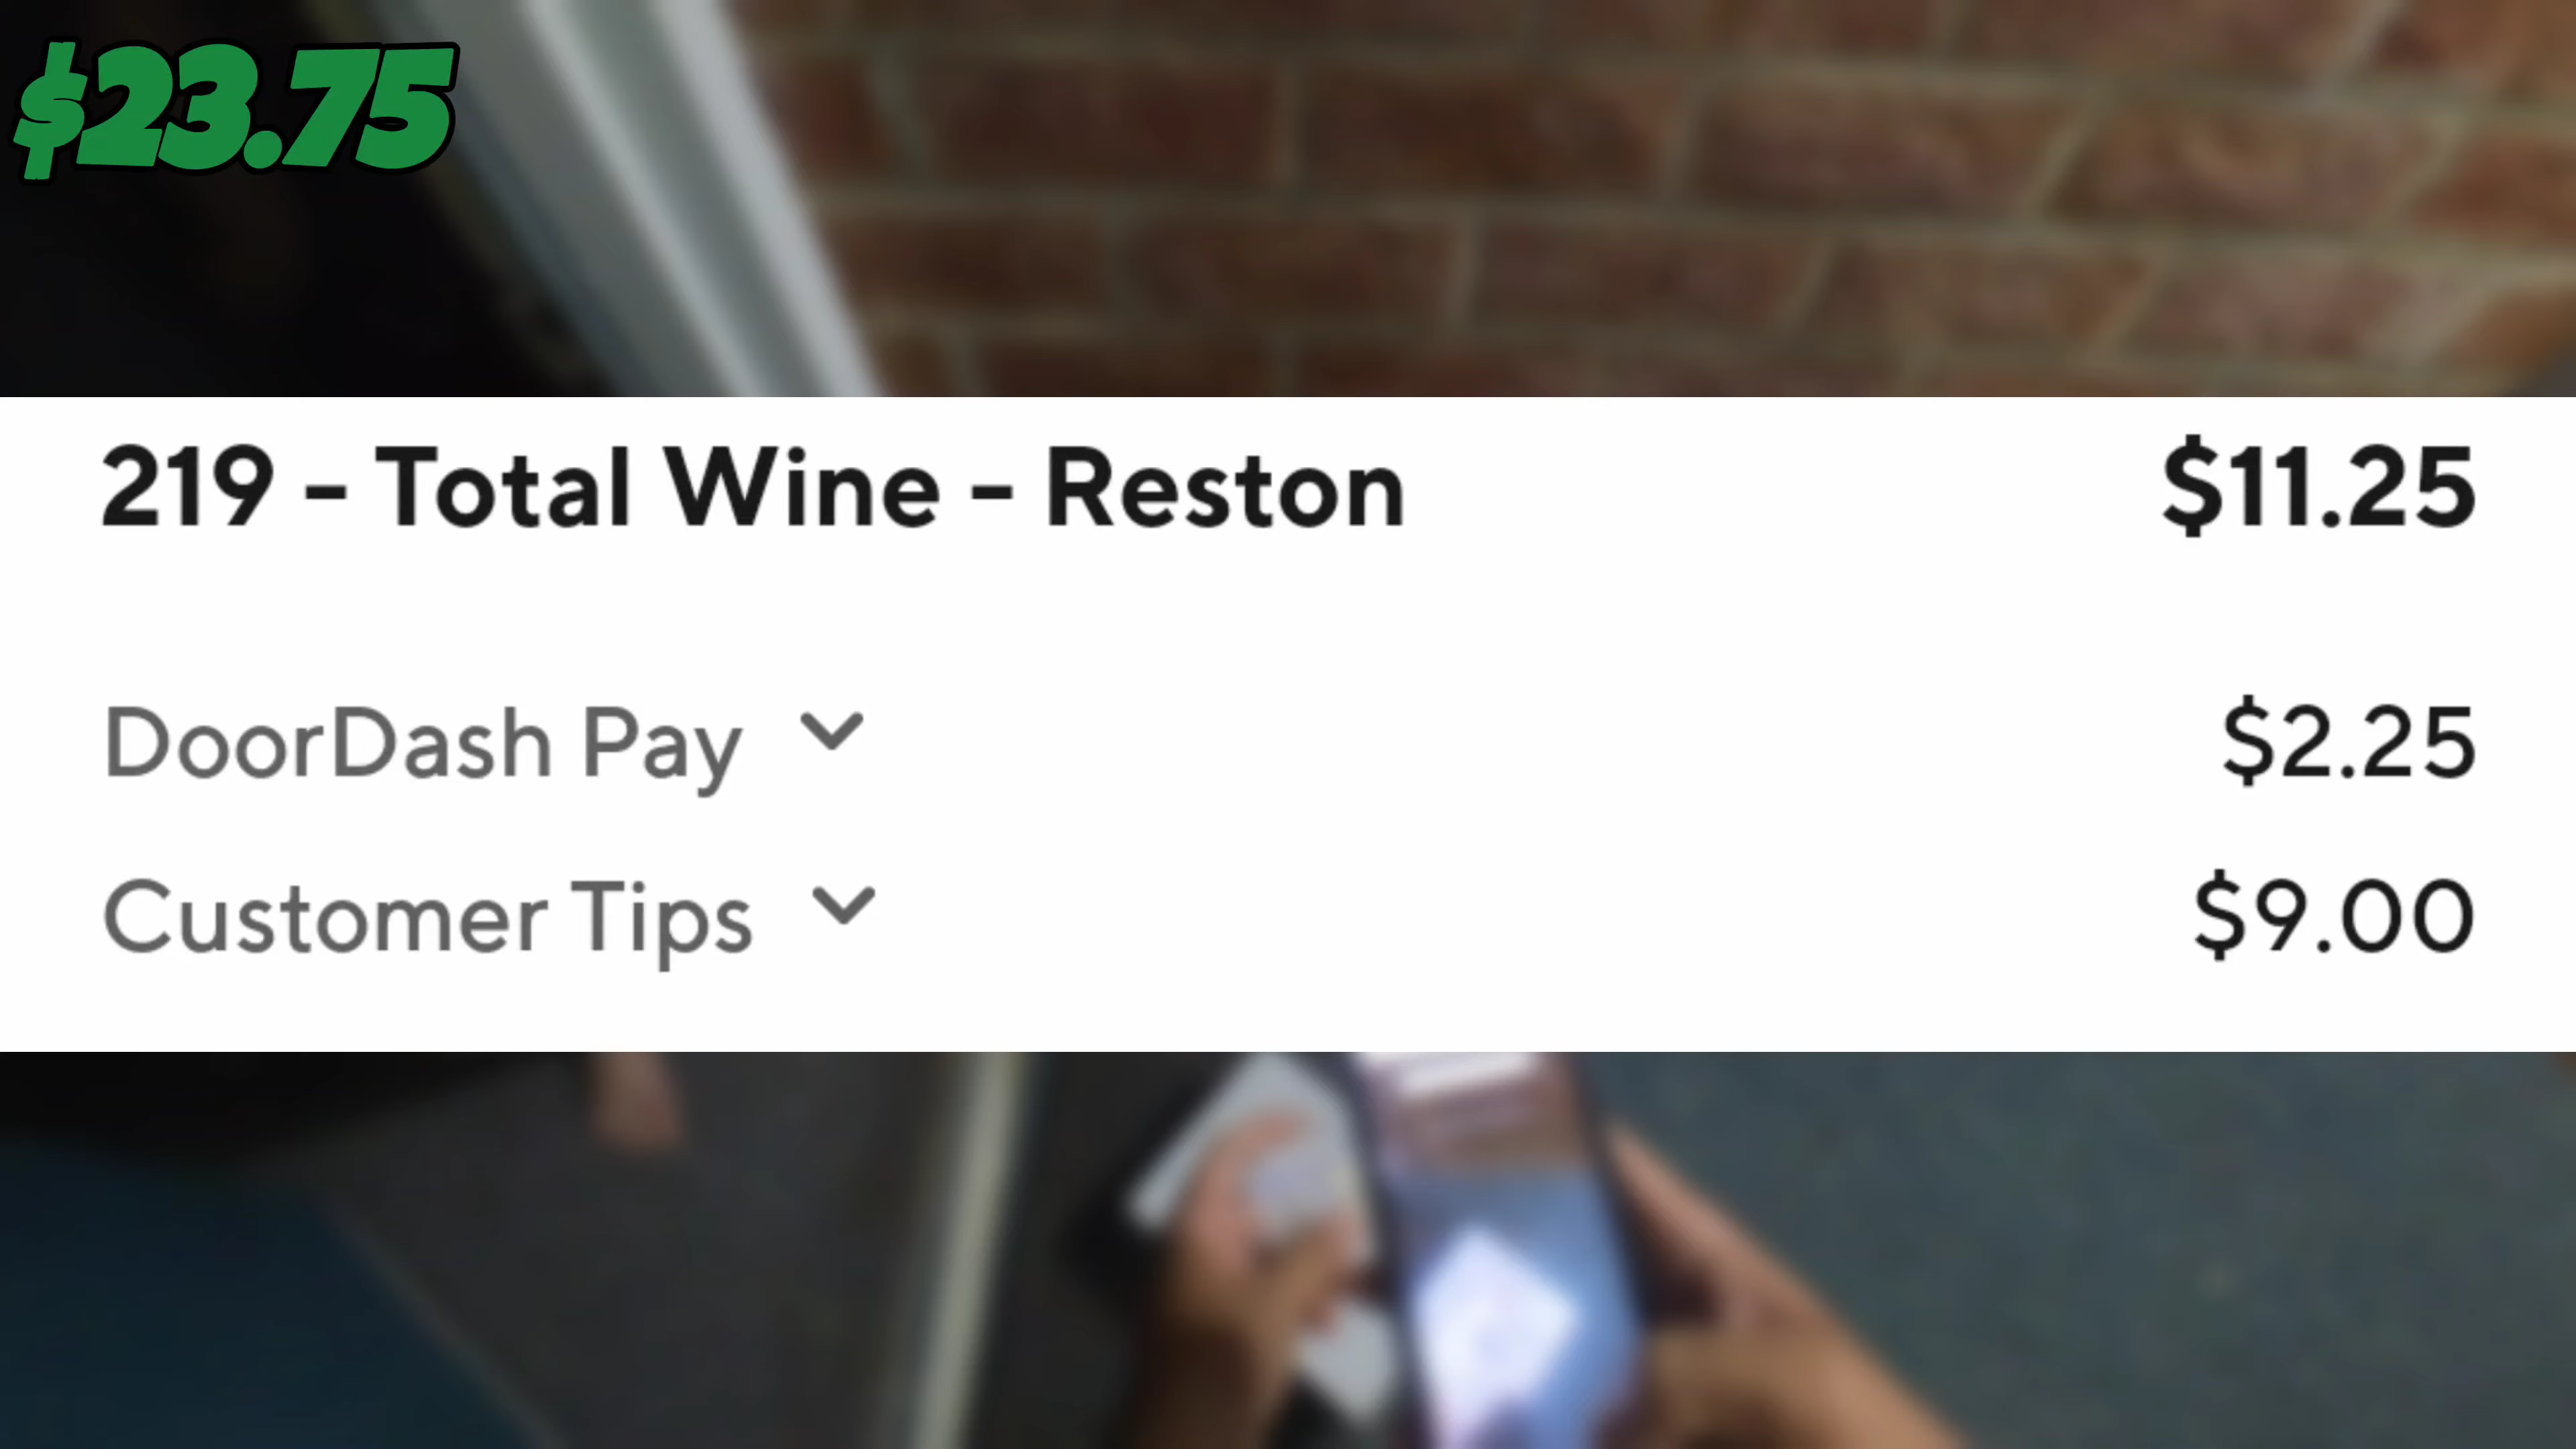 $23.75
219 - Total Wine - Reston $11.25
DoorDash Pay $2.25
Customer Tips $9.00